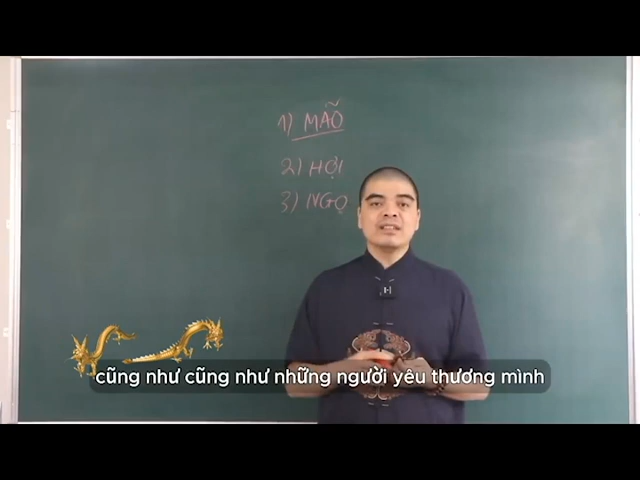 1) MÃO
2) HỢI
3) NGỌ
cũng như cũng như những người yêu thương mình